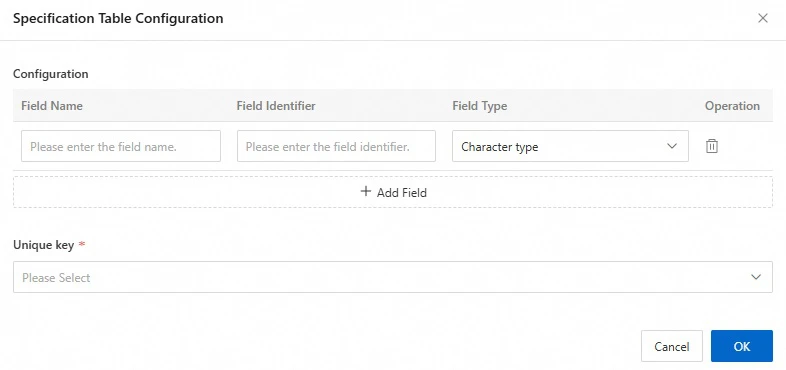 Specification Table Configuration
Configuration
Field Name Field Identifier Field Type Operation
Please enter the field name. Please enter the field identifier. Character type
+ Add Field
Unique key *
Please Select
Cancel OK